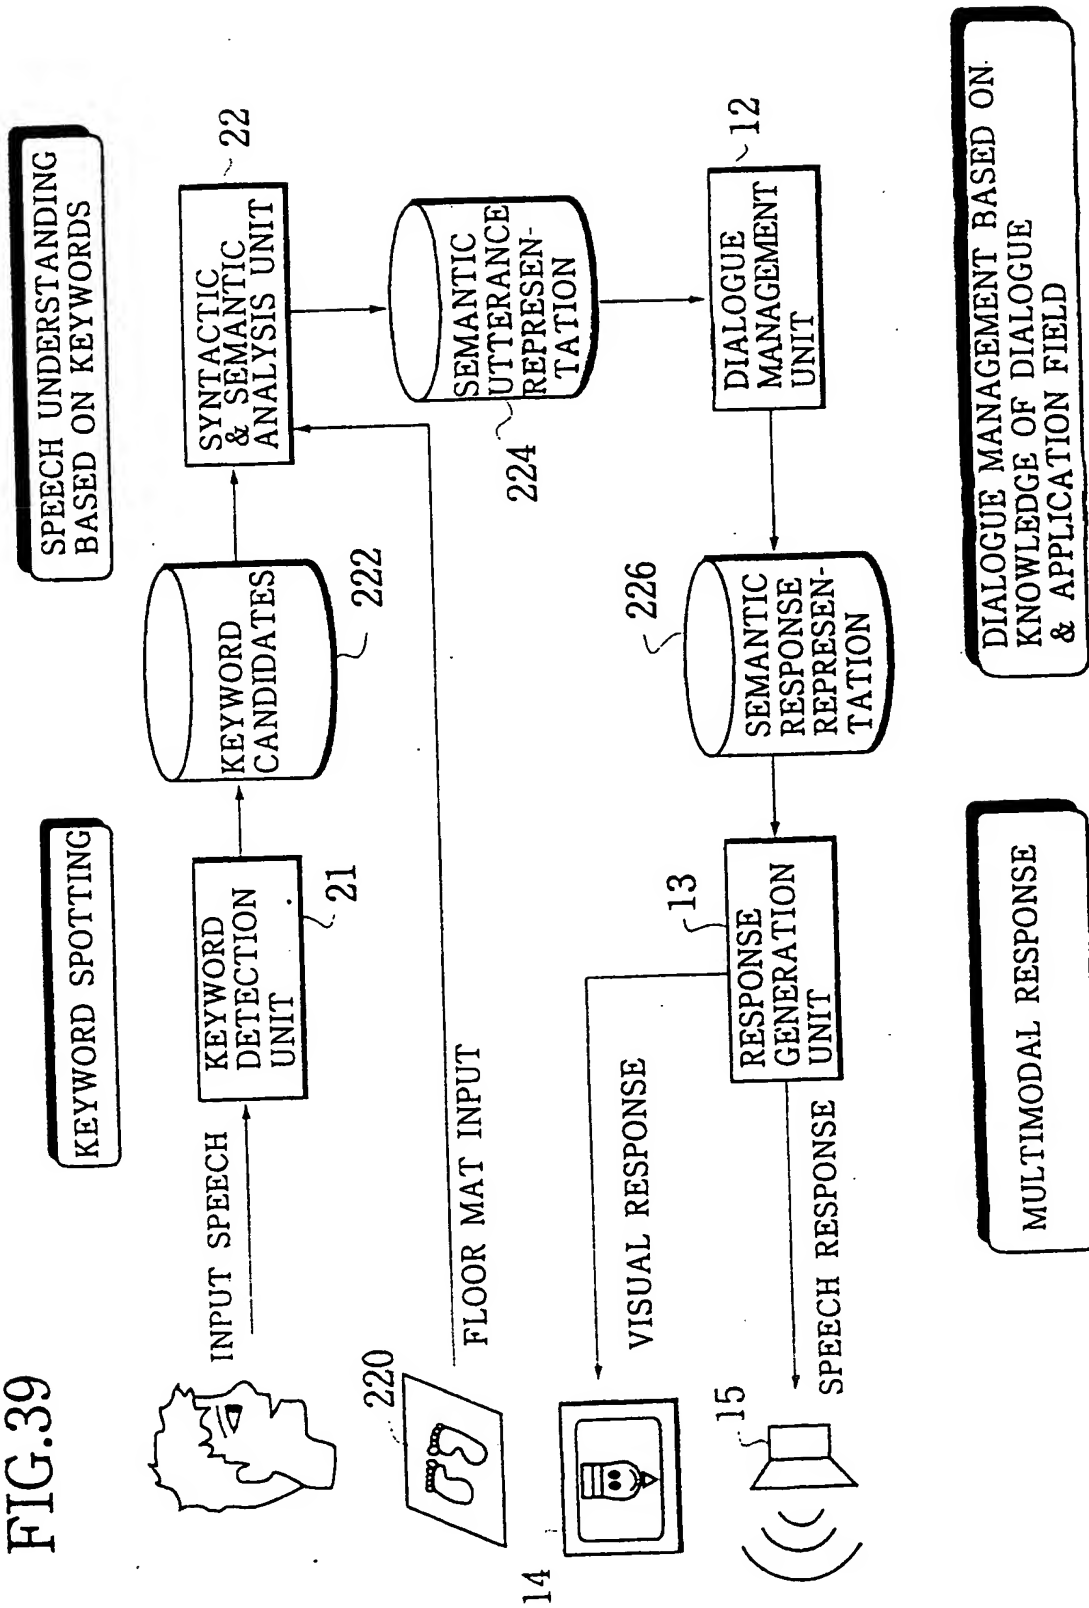 FIG.39
KEYWORD SPOTTING
SPEECH UNDERSTANDING
BASED ON KEYWORDS
INPUT SPEECH
KEYWORD
DETECTION
UNIT
21
KEYWORD
CANDIDATES
222
SYNTACTIC
& SEMANTIC
ANALYSIS UNIT
22
220
FLOOR MAT INPUT
SEMANTIC
UTTERANCE
REPRESEN-
TATION
224
14
VISUAL RESPONSE
15
SPEECH RESPONSE
RESPONSE
GENERATION
UNIT
13
SEMANTIC
RESPONSE
REPRESEN-
TATION
226
DIALOGUE
MANAGEMENT
UNIT
12
MULTIMODAL RESPONSE
DIALOGUE MANAGEMENT BASED ON
KNOWLEDGE OF DIALOGUE
& APPLICATION FIELD